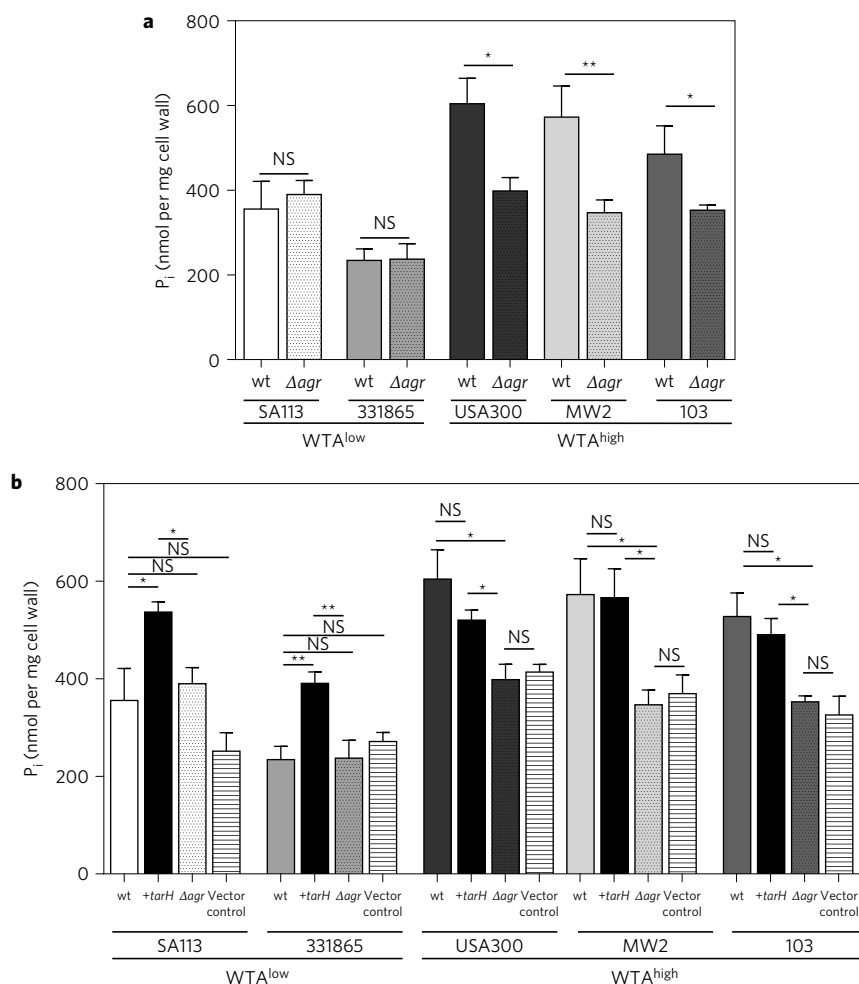 a
800
600
400
200
0
Pi (nmol per mg cell wall)
NS
NS
*
**
*
wt Δagr wt Δagr wt Δagr wt Δagr wt Δagr
SA113 331865 USA300 MW2 103
WTAlow WTAhigh
b
800
600
400
200
0
Pi (nmol per mg cell wall)
*
NS
NS
*
**
NS
NS
**
NS
*
*
NS
NS
*
*
NS
NS
*
*
NS
wt +tarH Δagr Vector control wt +tarH Δagr Vector control wt +tarH Δagr Vector control wt +tarH Δagr Vector control wt +tarH Δagr Vector control
SA113 331865 USA300 MW2 103
WTAlow WTAhigh